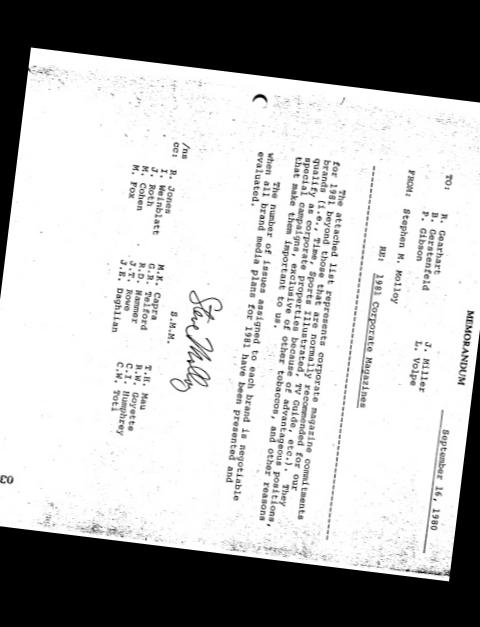 MEMORANDUM
September 16, 1980
TO: R. Gearhart J. Miller
B. Gerstenfeld L. Volpe
P. Gibson
FROM: Stephen M. Molloy
RE: 1981 Corporate Magazines
The attached list represents corporate magazine commitments
for 1981 beyond those that are normally recommended for our
brands (i.e., Time, Sports Illustrated, TV Guide, etc.). They
qualify as corporate properties because of advantageous positions,
special campaigns, exclusive of other tobaccos, and other reasons
that make them important to us.
The number of issues assigned to each brand is negotiable
when all brand media plans for 1981 have been presented and
evaluated.
Steve Molloy
S.M.M.
/ns
cc: R. Jones M.K. Capra T.H. Mau
I. Weinblatt G.R. Telford R.W. Goyette
J. Roth R.D. Hammer C.I. Humphrey
M. Cohen J.T. Rowe C.W. Toti
M. Fox J.E. Daghlian